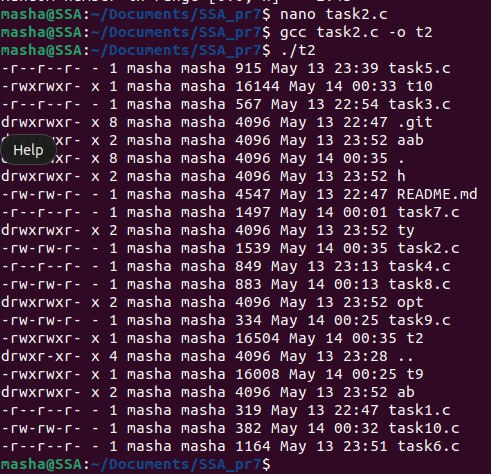 masha@SSA:~/Documents/SSA_pr7$ nano task2.c
masha@SSA:~/Documents/SSA_pr7$ gcc task2.c -o t2
masha@SSA:~/Documents/SSA_pr7$ ./t2
-r--r--r- - 1 masha masha 915 May 13 23:39 task5.c
-rwxrwxr- x 1 masha masha 16144 May 14 00:33 t10
-r--r--r- - 1 masha masha 567 May 13 22:54 task3.c
drwxrwxr- x 8 masha masha 4096 May 13 22:47 .git
drwxrwxr- x 2 masha masha 4096 May 13 23:52 aab
Help
xrwxr- x 8 masha masha 4096 May 14 00:35 .
drwxrwxr- x 2 masha masha 4096 May 13 23:52 h
-rw-rw-r- - 1 masha masha 4547 May 13 22:47 README.md
-r--r--r- - 1 masha masha 1497 May 14 00:01 task7.c
drwxrwxr- x 2 masha masha 4096 May 13 23:52 ty
-rw-rw-r- - 1 masha masha 1539 May 14 00:35 task2.c
-r--r--r- - 1 masha masha 849 May 13 23:13 task4.c
-rw-rw-r- - 1 masha masha 883 May 14 00:13 task8.c
drwxrwxr- x 2 masha masha 4096 May 13 23:52 opt
-rw-rw-r- - 1 masha masha 334 May 14 00:25 task9.c
-rwxrwxr- x 1 masha masha 16504 May 14 00:35 t2
drwxr-xr- x 4 masha masha 4096 May 13 23:28 ..
-rwxrwxr- x 1 masha masha 16008 May 14 00:25 t9
drwxrwxr- x 2 masha masha 4096 May 13 23:52 ab
-r--r--r- - 1 masha masha 319 May 13 22:47 task1.c
-rw-rw-r- - 1 masha masha 382 May 14 00:32 task10.c
-r--r--r- - 1 masha masha 1164 May 13 23:51 task6.c
masha@SSA:~/Documents/SSA_pr7$